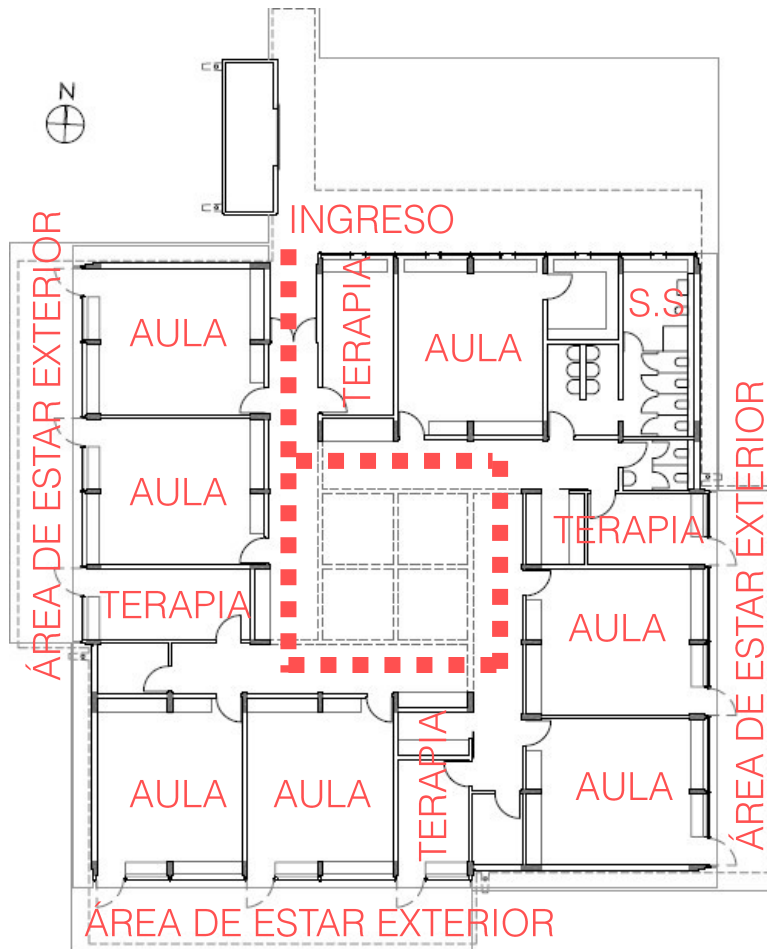 N
INGRESO
AULA
TERAPIA
AULA
S.S
ÁREA DE ESTAR EXTERIOR
AULA
TERAPIA
TERAPIA
AULA
ÁREA DE ESTAR EXTERIOR
AULA
AULA
TERAPIA
AULA
ÁREA DE ESTAR EXTERIOR